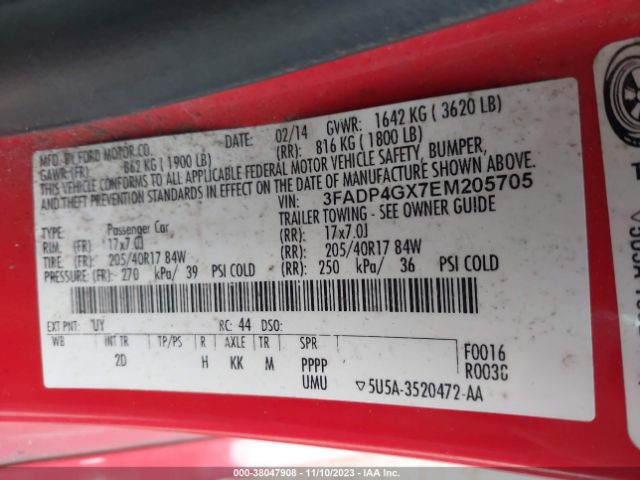 MFD. BY FORD MOTOR CO.
DATE: 02/14 GVWR: 1642 KG ( 3620 LB)
GAWR:(FR): 862 KG ( 1900 LB) (RR): 816 KG ( 1800 LB)
THIS VEHICLE CONFORMS TO ALL APPLICABLE FEDERAL MOTOR VEHICLE SAFETY, BUMPER,
AND THEFT PREVENTION STANDARDS IN EFFECT ON THE DATE OF MANUFACTURE SHOWN ABOVE.
VIN: 3FADP4GX7EM205705
TYPE: Passenger Car TRAILER TOWING - SEE OWNER GUIDE
RIM: (FR) 17x7.0J (RR): 17x7.0J
TIRE: (FR) 205/40R17 84W (RR): 205/40R17 84W
PRESSURE: (FR): 270 kPa/ 39 PSI COLD (RR): 250 kPa/ 36 PSI COLD
EXT PNT: UY RC: 44 DSO:
WB INT TR TP/PS R AXLE TR SPR
2D H KK M PPPP
UMU
F0016
▽5U5A-3520472-AA
000-38047908 - 11/10/2023 - IAA Inc.